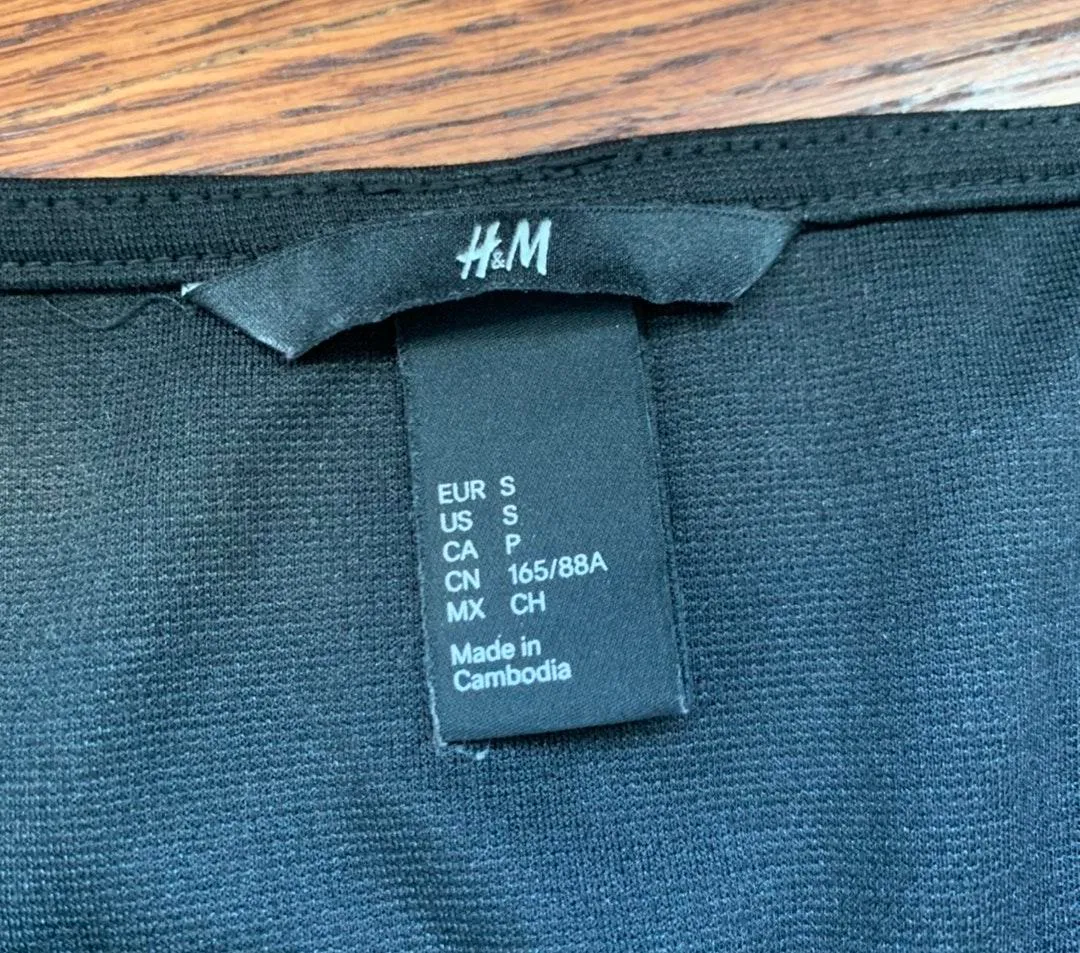 H&M
EUR S
US S
CA P
CN 165/88A
MX CH
Made in
Cambodia